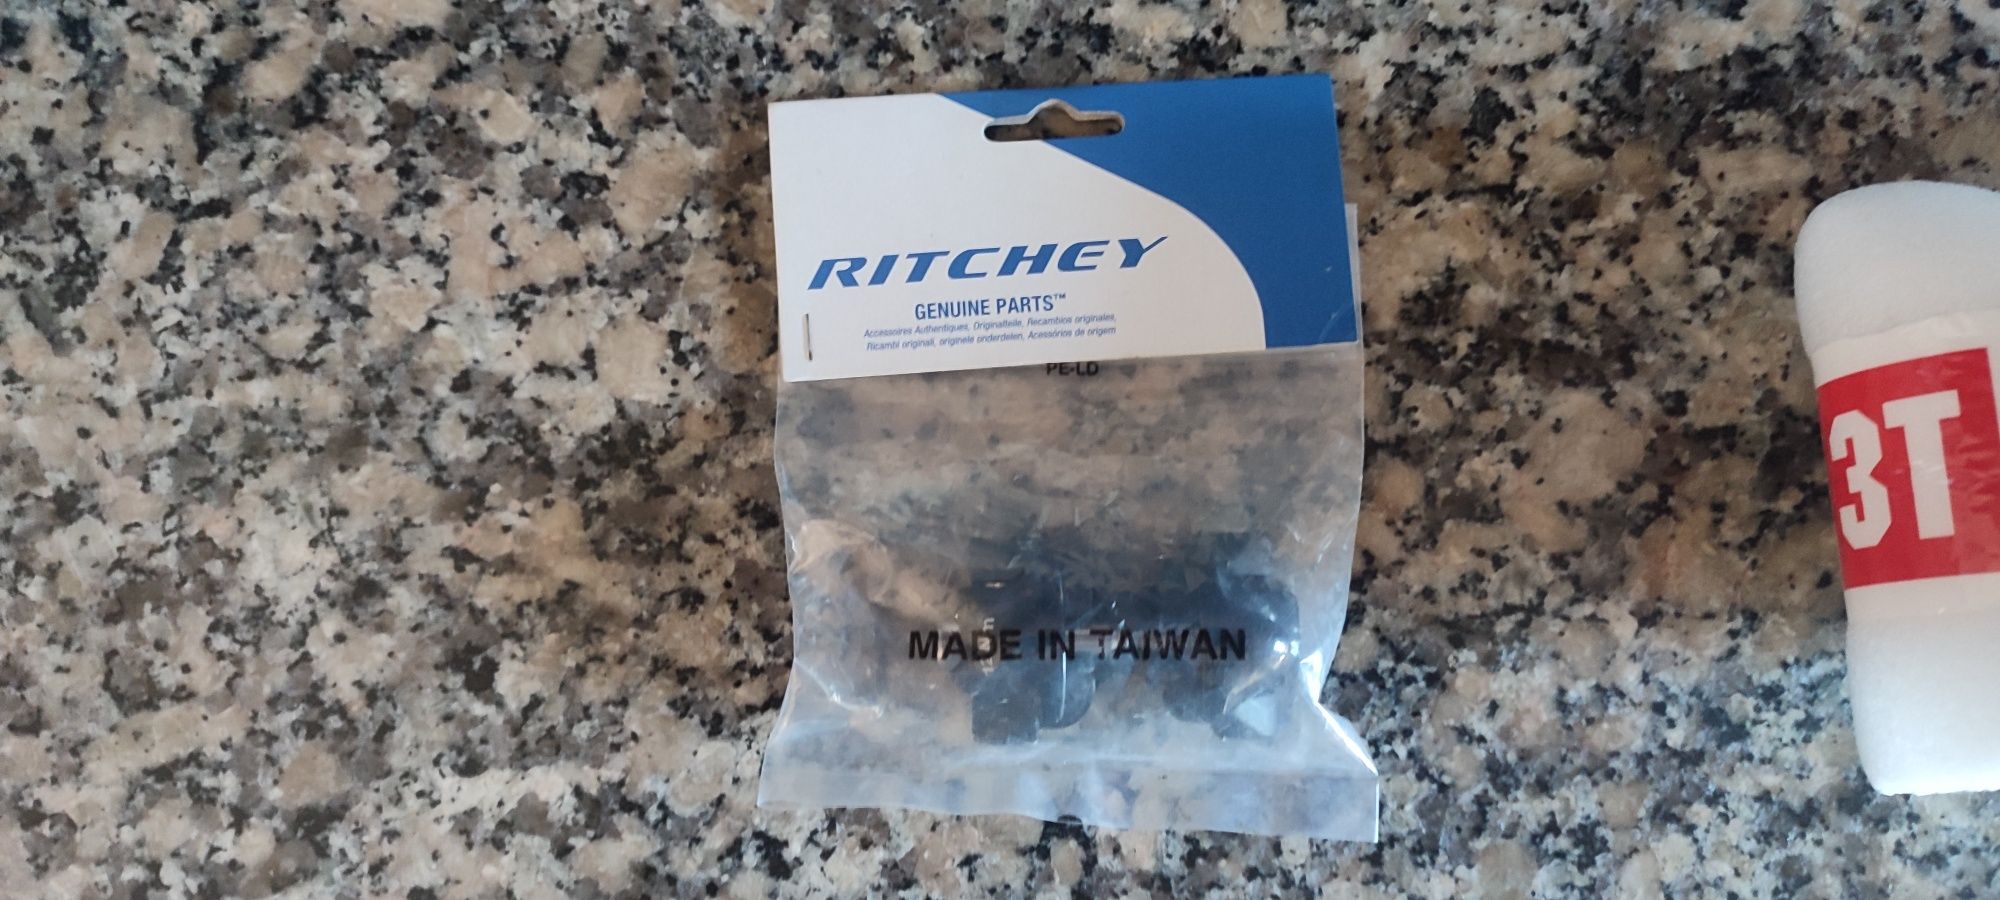 RITCHEY
GENUINE PARTS™
Accessoires Authentiques, Originalteile, Recambios originales,
Ricambi originali, originele onderdelen, Acessórios de origem
PE-LD
MADE IN TAIWAN
3T